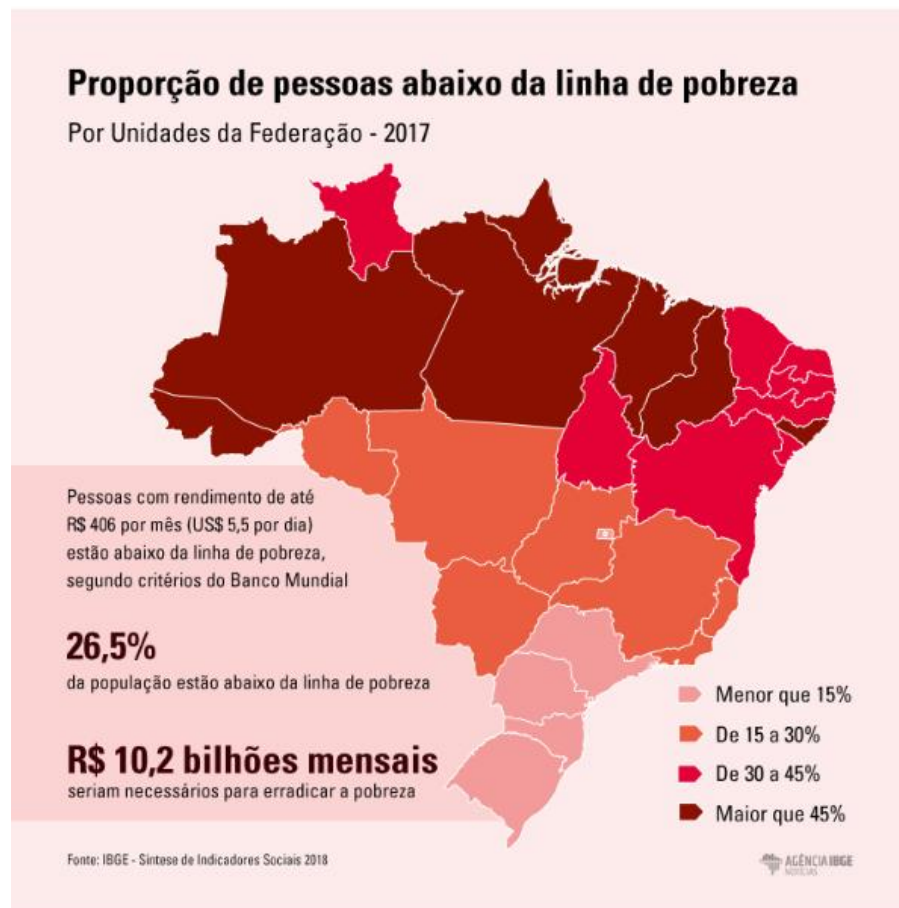 Proporção de pessoas abaixo da linha de pobreza
Por Unidades da Federação - 2017
Pessoas com rendimento de até
R$ 406 por mês (US$ 5,5 por dia)
estão abaixo da linha de pobreza,
segundo critérios do Banco Mundial
26,5%
da população estão abaixo da linha de pobreza
R$ 10,2 bilhões mensais
seriam necessários para erradicar a pobreza
Menor que 15%
De 15 a 30%
De 30 a 45%
Maior que 45%
Fonte: IBGE - Síntese de Indicadores Sociais 2018
AGÊNCIA IBGE
NOTÍCIAS